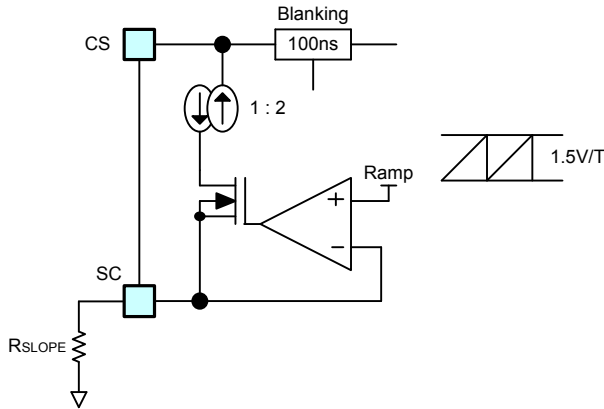 Blanking
CS
100ns
1 : 2
Ramp
1.5V/T
+
−
SC
RSLOPE